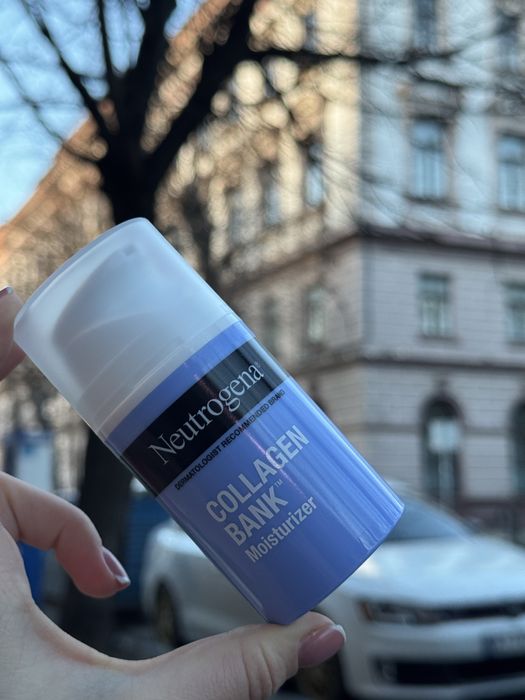 Neutrogena®
DERMATOLOGIST RECOMMENDED BRAND
COLLAGEN
BANK™
Moisturizer